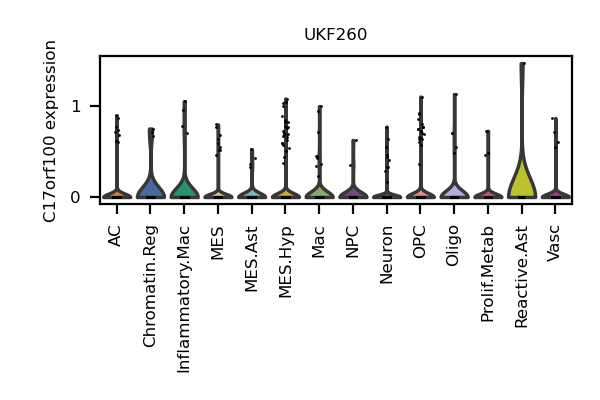 UKF260
C17orf100 expression
1
0
AC
Chromatin.Reg
Inflammatory.Mac
MES
MES.Ast
MES.Hyp
Mac
NPC
Neuron
OPC
Oligo
Prolif.Metab
Reactive.Ast
Vasc